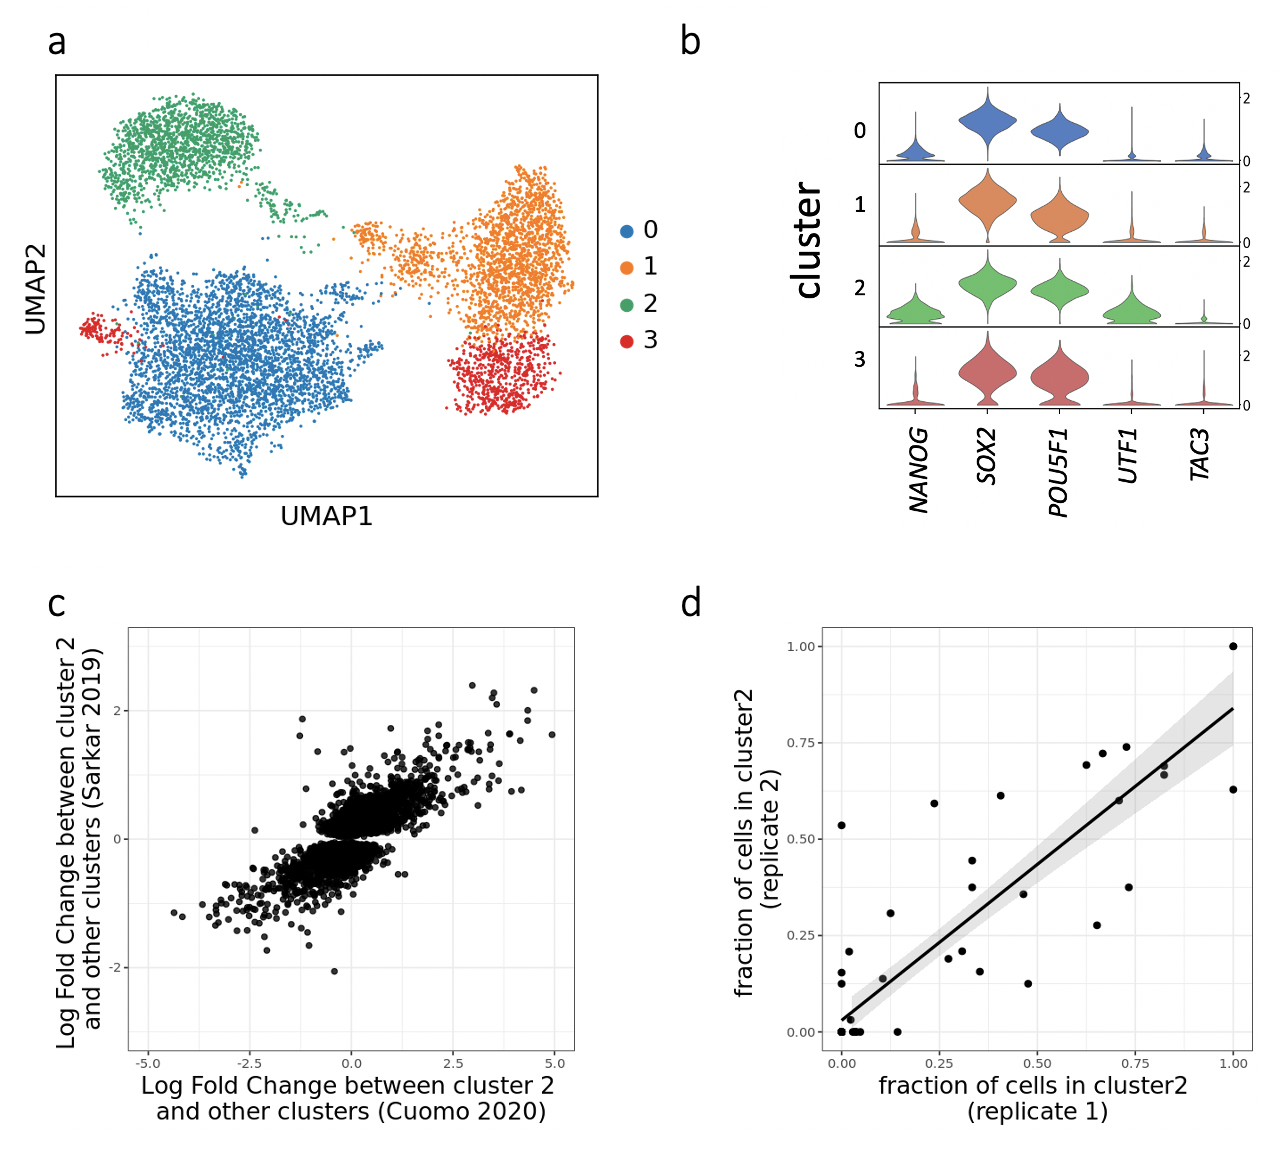 a
UMAP2
UMAP1
0
1
2
3
b
cluster
0
1
2
3
2
0
2
0
2
0
2
0
NANOG
SOX2
POU5F1
UTF1
TAC3
c
Log Fold Change between cluster 2
and other clusters (Sarkar 2019)
2
0
-2
-5.0
-2.5
0.0
2.5
5.0
Log Fold Change between cluster 2
and other clusters (Cuomo 2020)
d
fraction of cells in cluster2
(replicate 2)
1.00
0.75
0.50
0.25
0.00
0.00
0.25
0.50
0.75
1.00
fraction of cells in cluster2
(replicate 1)